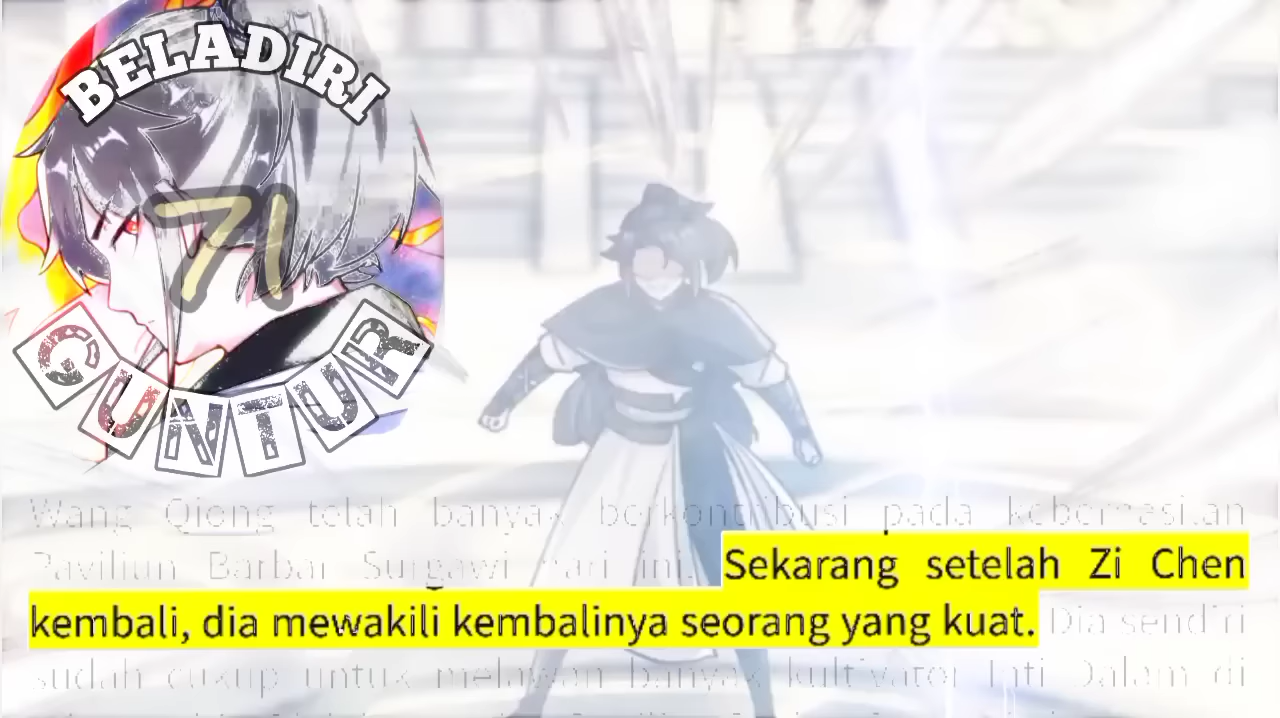 BELADIRI
71
GUNTUR
Wang Qiong telah banyak berkontribusi pada keberhasilan
Paviliun Barbar Surgawi hari ini. Sekarang setelah Zi Chen
kembali, dia mewakili kembalinya seorang yang kuat. Dia sendiri
sudah cukup untuk melawan banyak kultivator Inti Dalam di